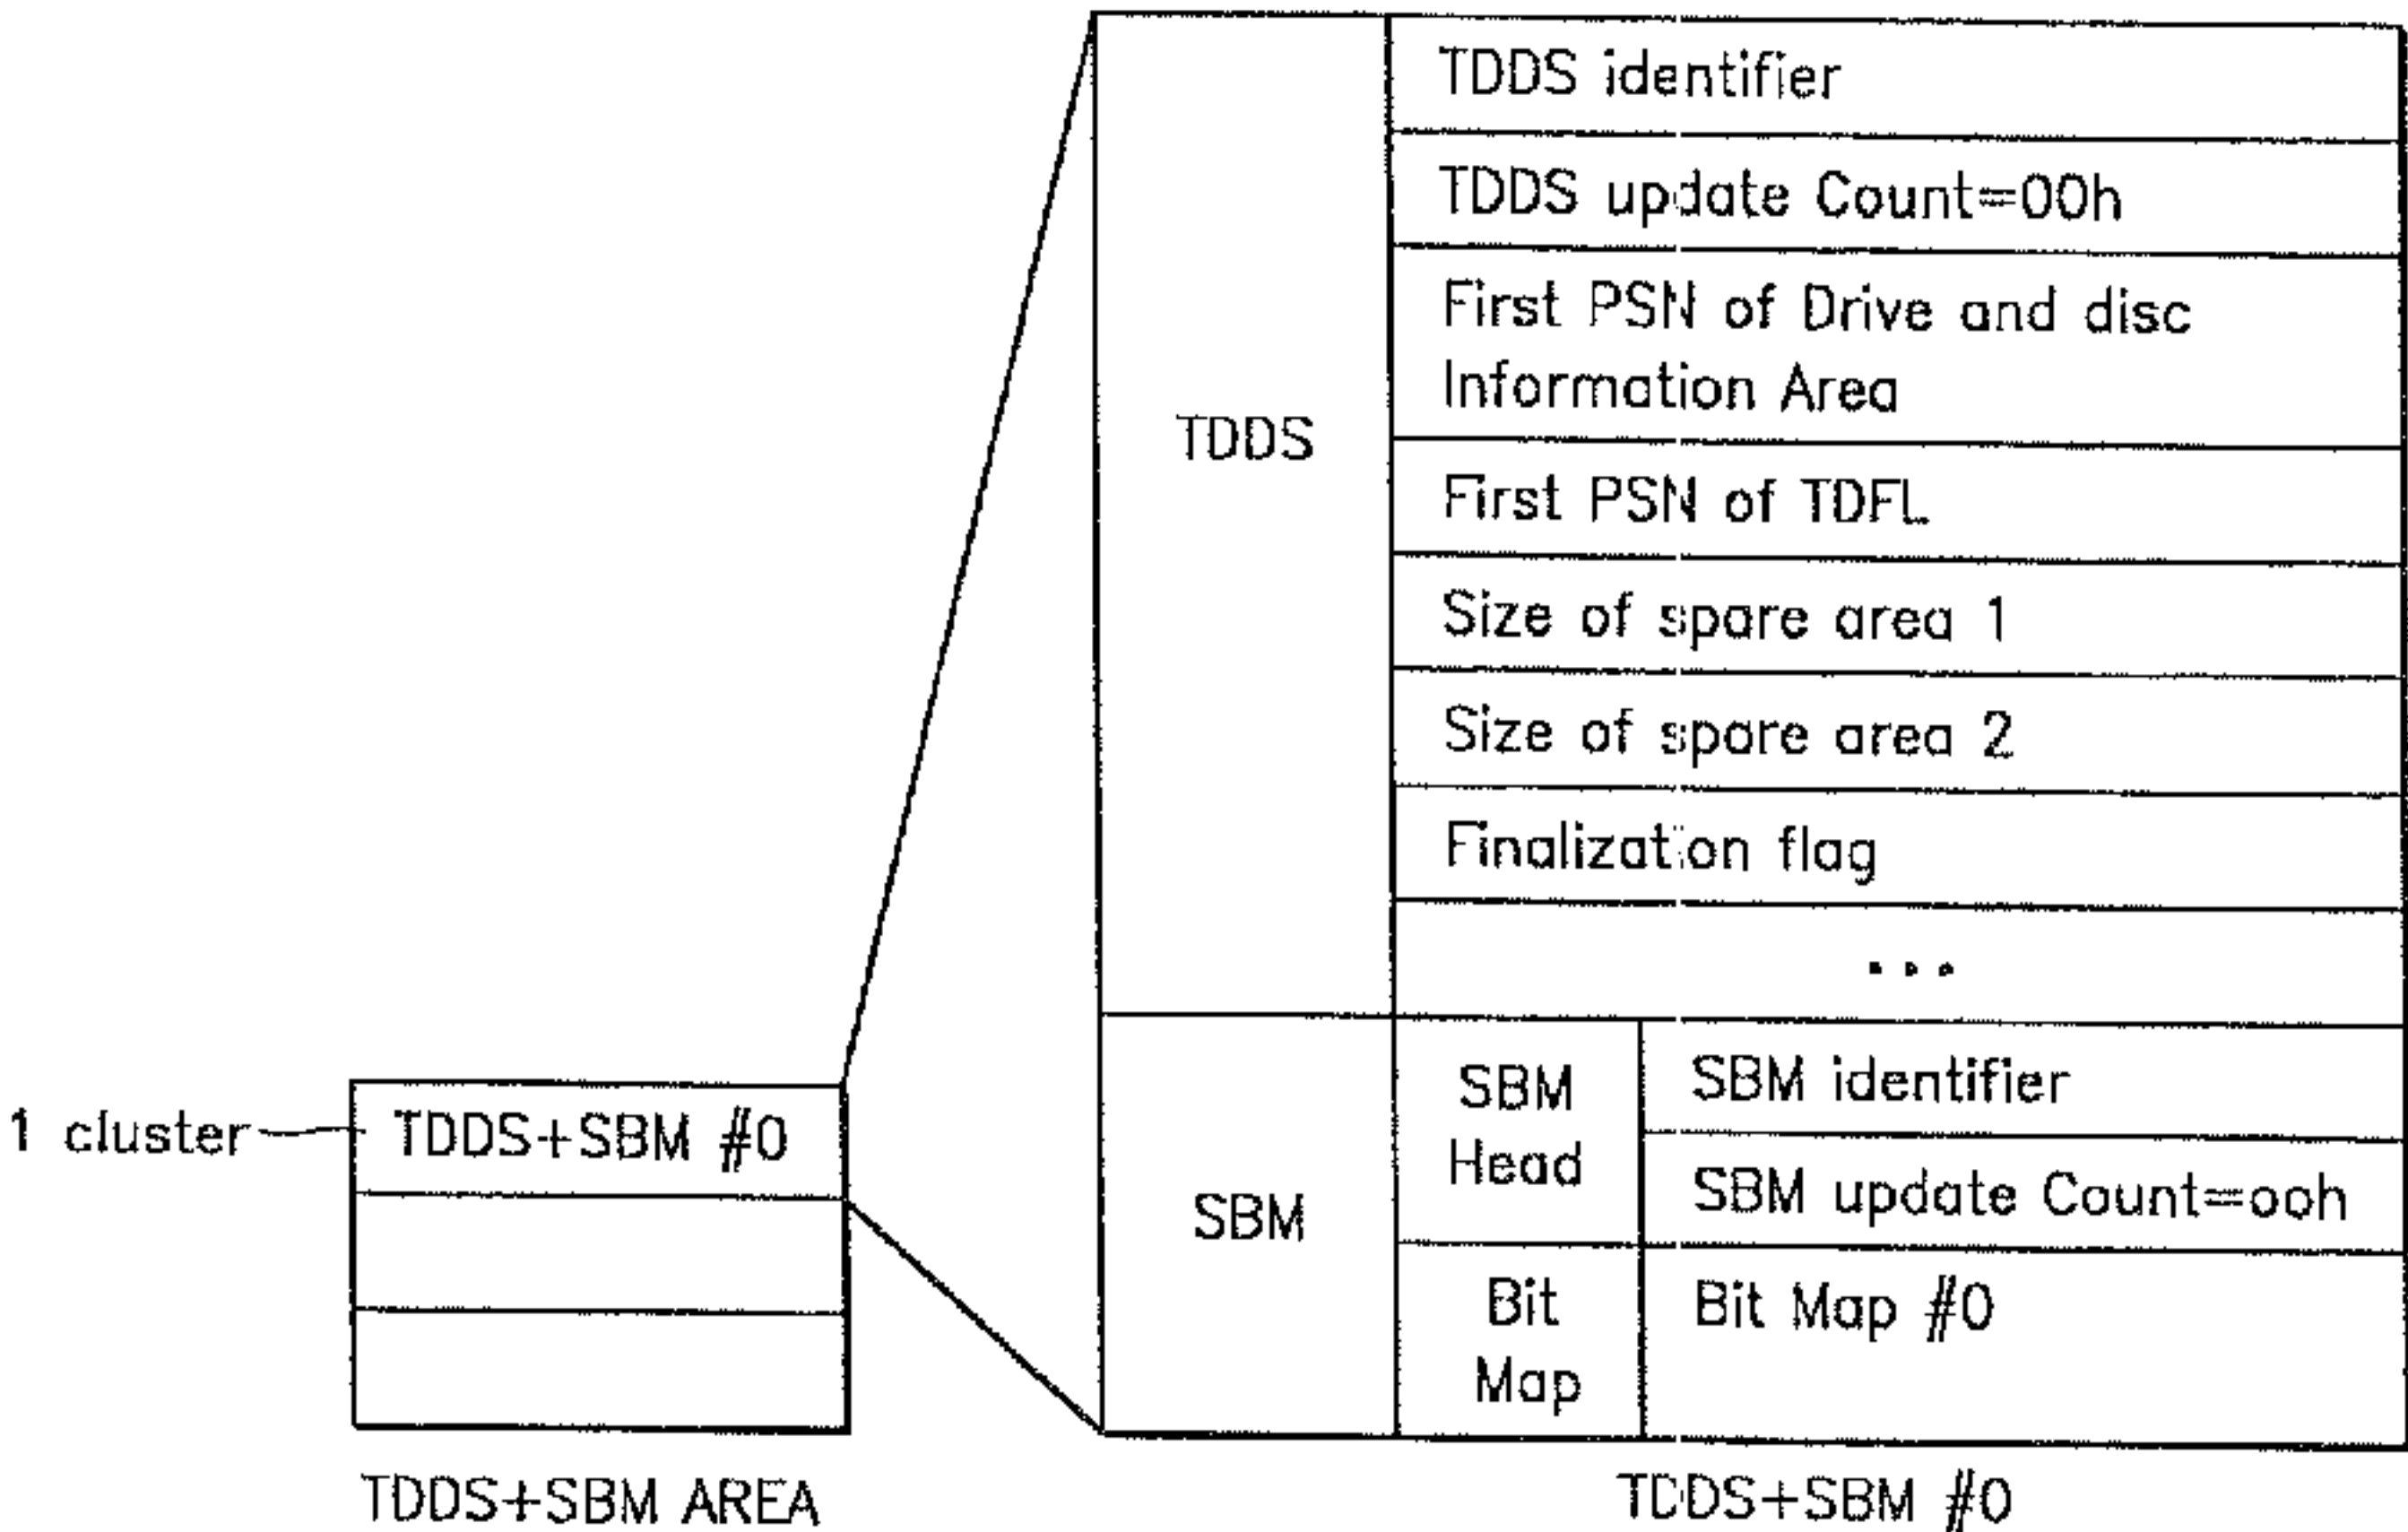 TDDS
TDDS identifier
TDDS update Count=00h
First PSN of Drive and disc
Information Area
First PSN of TDFL
Size of spare area 1
Size of spare area 2
Finalization flag
...
SBM
SBM
Head
SBM identifier
SBM update Count=ooh
Bit
Map
Bit Map #0
1 cluster
TDDS+SBM #0
TDDS+SBM AREA
TDDS+SBM #0